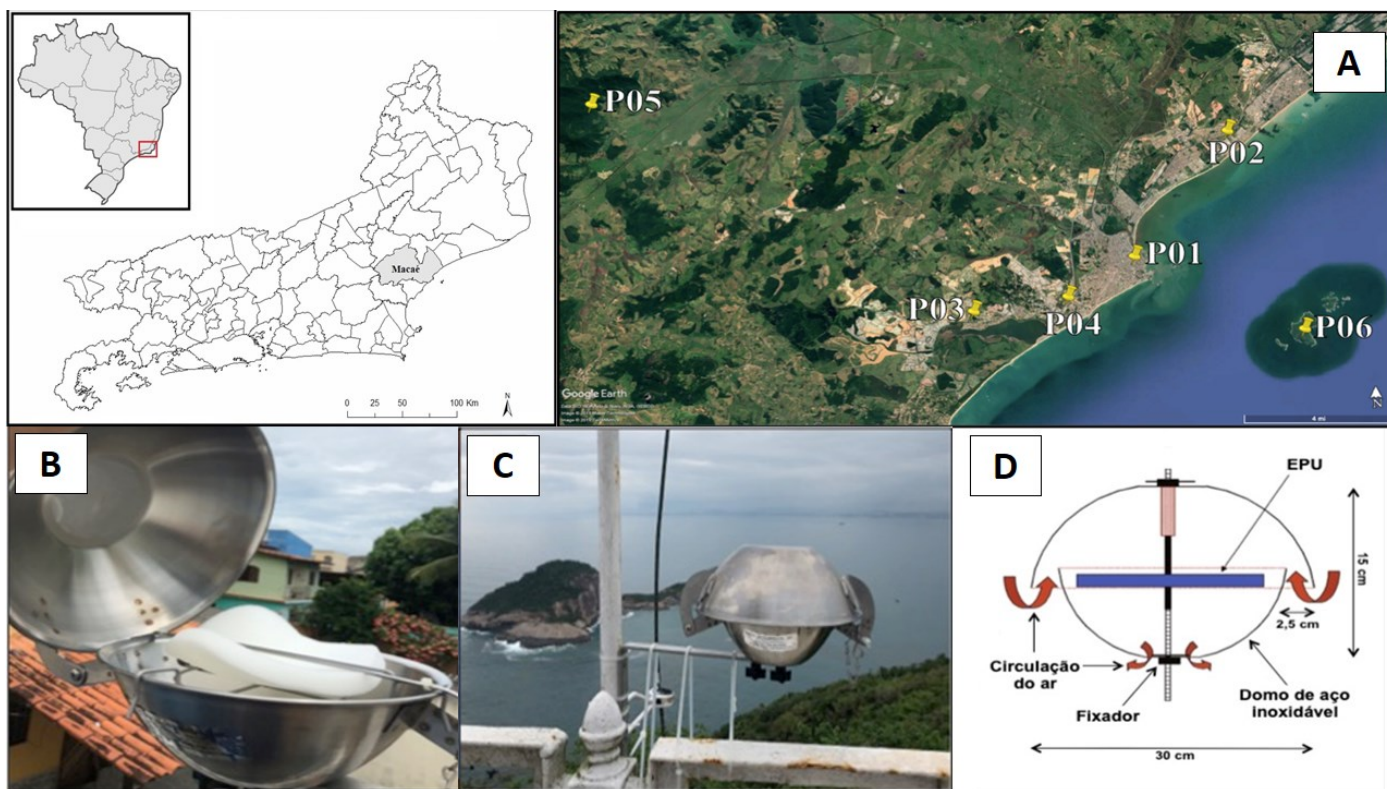 Macaé
0 25 50 100 Km
N
A
P05
P02
P01
P03
P04
P06
Google Earth
N
4 mi
B
C
D
EPU
15 cm
2,5 cm
Circulação
do ar
Fixador
Domo de aço
inoxidável
30 cm